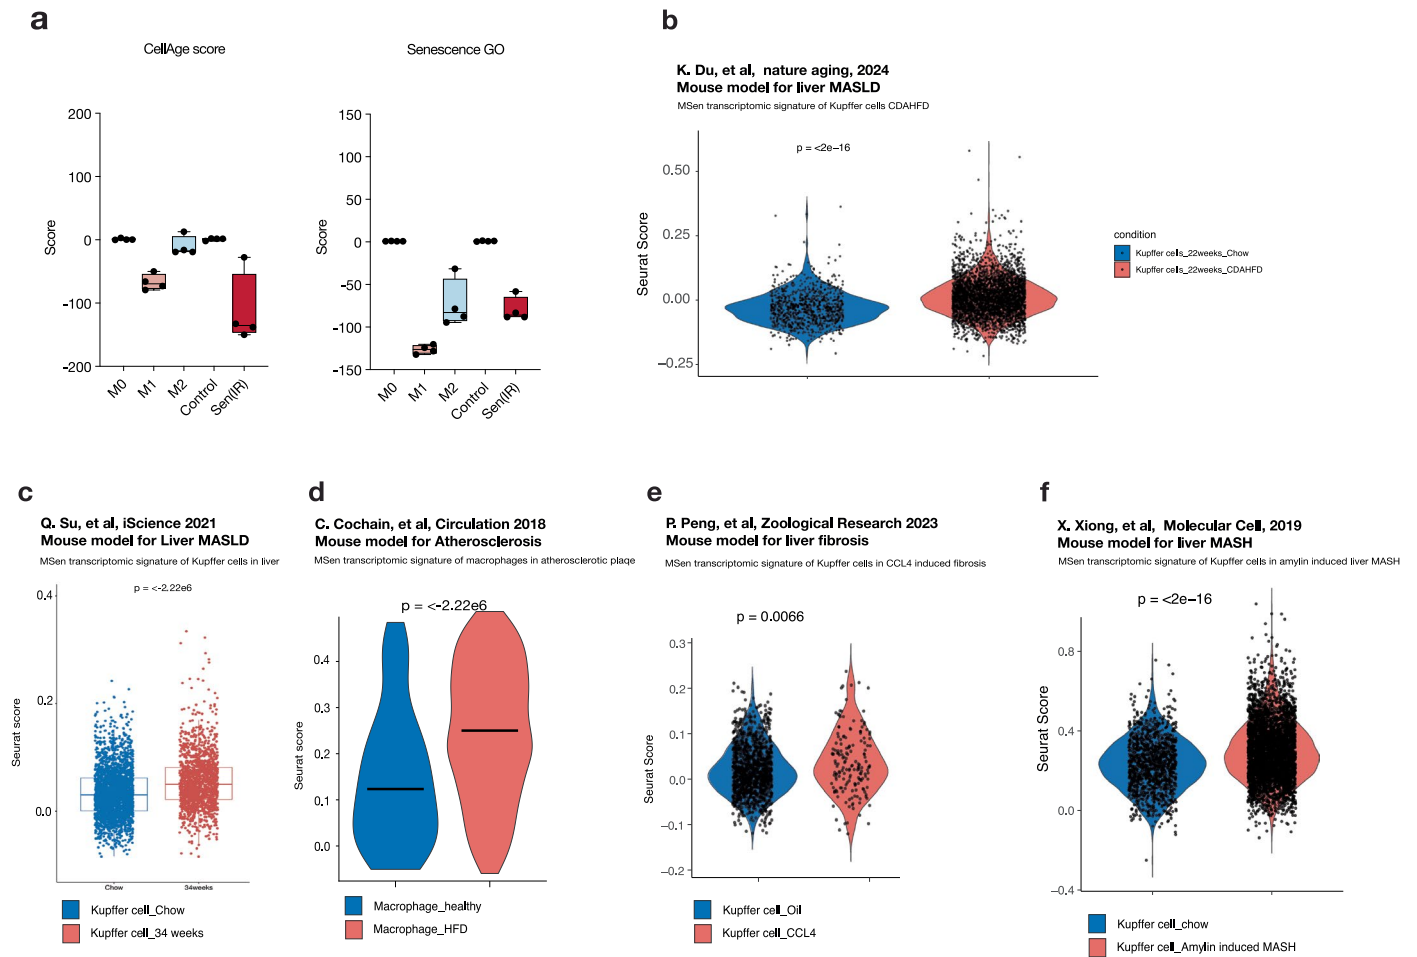 a
CellAge score
Senescence GO
Score
200
100
0
-100
-200
M0
M1
M2
Control
Sen(IR)
Score
150
100
50
0
-50
-100
-150
M0
M1
M2
Control
Sen(IR)
b
K. Du, et al, nature aging, 2024
Mouse model for liver MASLD
MSen transcriptomic signature of Kupffer cells CDAHFD
p = <2e−16
Seurat Score
0.50
0.25
0.00
−0.25
condition
Kupffer cells_22weeks_Chow
Kupffer cells_22weeks_CDAHFD
c
Q. Su, et al, iScience 2021
Mouse model for Liver MASLD
MSen transcriptomic signature of Kupffer cells in liver
p = <-2.22e6
Seurat score
0.4
0.2
0.0
Chow
34weeks
Kupffer cell_Chow
Kupffer cell_34 weeks
d
C. Cochain, et al, Circulation 2018
Mouse model for Atherosclerosis
MSen transcriptomic signature of macrophages in atherosclerotic plaqe
p = <-2.22e6
Seurat score
0.4
0.3
0.2
0.1
0.0
Macrophage_healthy
Macrophage_HFD
e
P. Peng, et al, Zoological Research 2023
Mouse model for liver fibrosis
MSen transcriptomic signature of Kupffer cells in CCL4 induced fibrosis
p = 0.0066
Seurat Score
0.3
0.2
0.1
0.0
−0.1
−0.2
Kupffer cell_Oil
Kupffer cell_CCL4
f
X. Xiong, et al, Molecular Cell, 2019
Mouse model for liver MASH
MSen transcriptomic signature of Kupffer cells in amylin induced liver MASH
p = <2e−16
Seurat Score
0.8
0.4
0.0
−0.4
Kupffer cell_chow
Kupffer cell_Amylin induced MASH